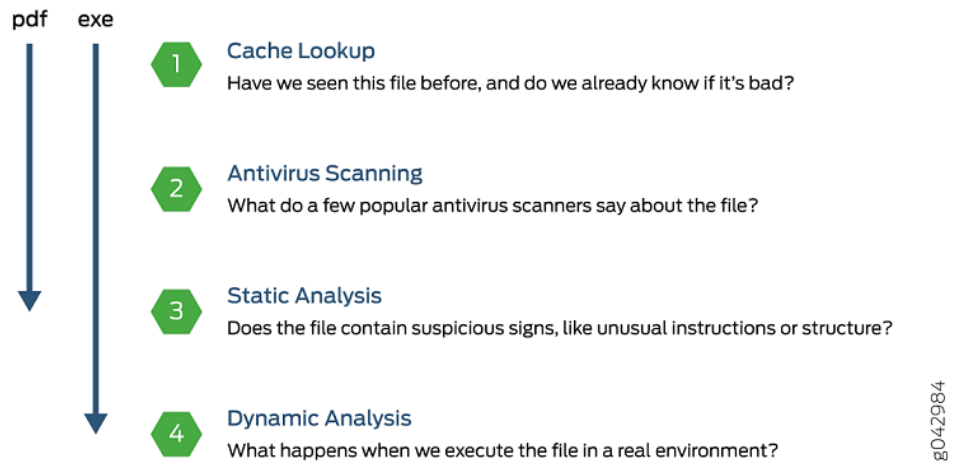 pdf exe
1
Cache Lookup
Have we seen this file before, and do we already know if it's bad?
2
Antivirus Scanning
What do a few popular antivirus scanners say about the file?
3
Static Analysis
Does the file contain suspicious signs, like unusual instructions or structure?
4
Dynamic Analysis
What happens when we execute the file in a real environment?
g042984